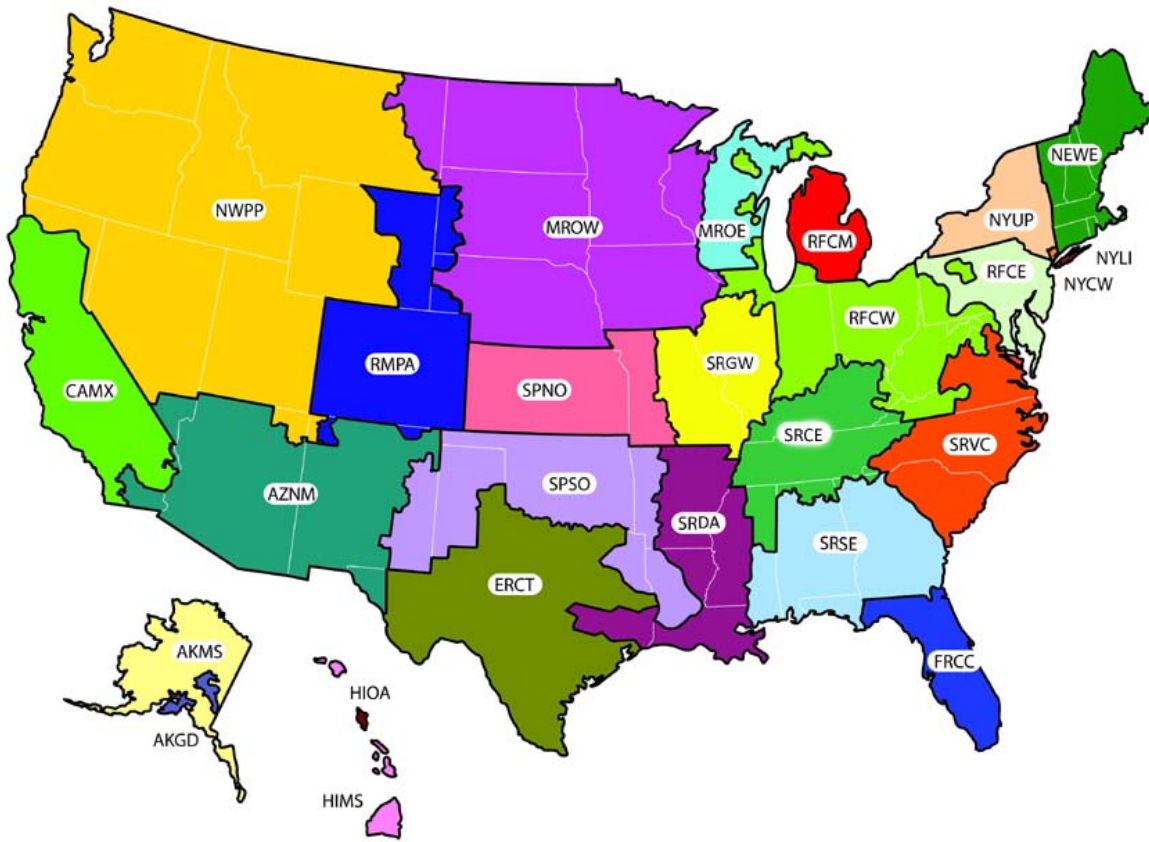 NEWE
NWPP
MROW
MROE
RFCM
NYUP
NYLI
NYCW
RFCE
RFCW
SRGW
RMPA
SPNO
CAMX
SRCE
SRVC
AZNM
SPSO
SRDA
SRSE
ERCT
AKMS
FRCC
HIOA
AKGD
HIMS